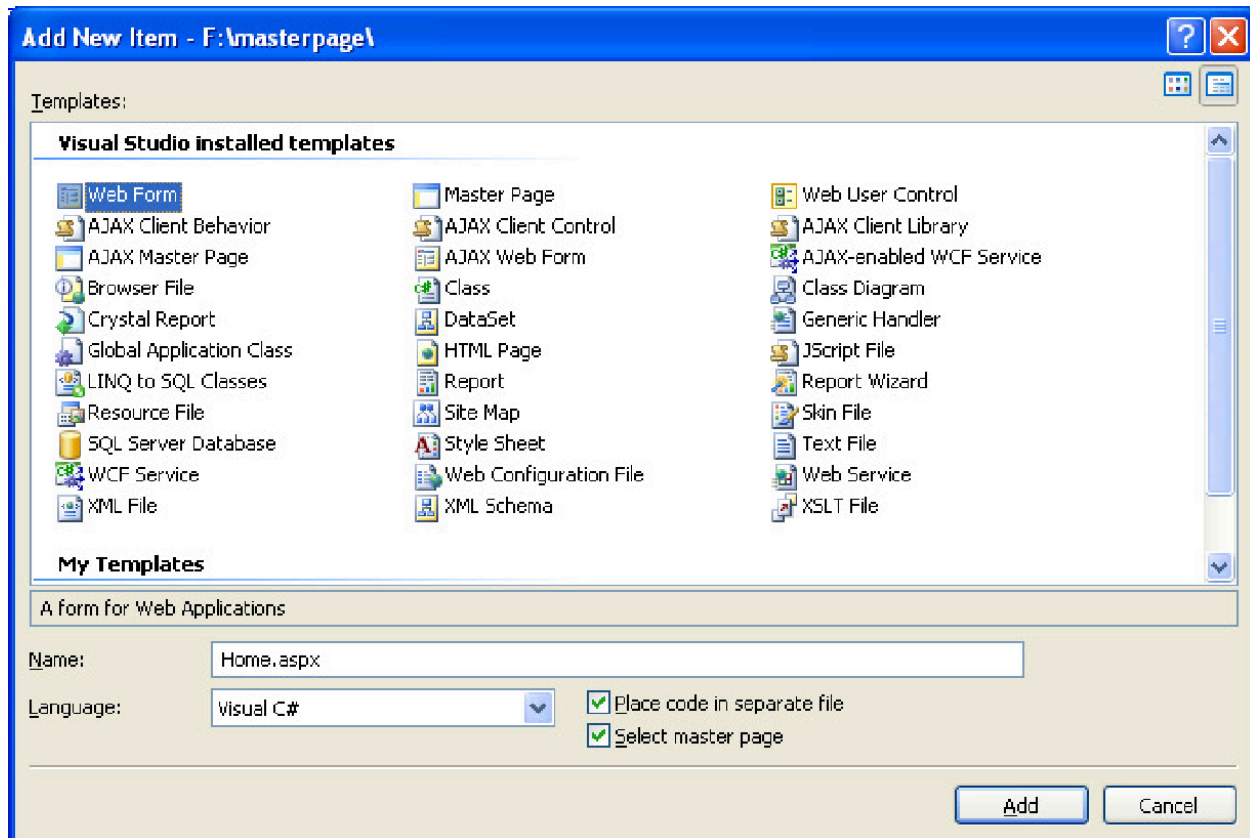 Add New Item - F:\masterpage\
Templates:
Visual Studio installed templates
Web Form Master Page Web User Control
AJAX Client Behavior AJAX Client Control AJAX Client Library
AJAX Master Page AJAX Web Form AJAX-enabled WCF Service
Browser File Class Class Diagram
Crystal Report DataSet Generic Handler
Global Application Class HTML Page JScript File
LINQ to SQL Classes Report Report Wizard
Resource File Site Map Skin File
SQL Server Database Style Sheet Text File
WCF Service Web Configuration File Web Service
XML File XML Schema XSLT File
My Templates
A form for Web Applications
Name: Home.aspx
Language: Visual C# Place code in separate file
Select master page
Add Cancel